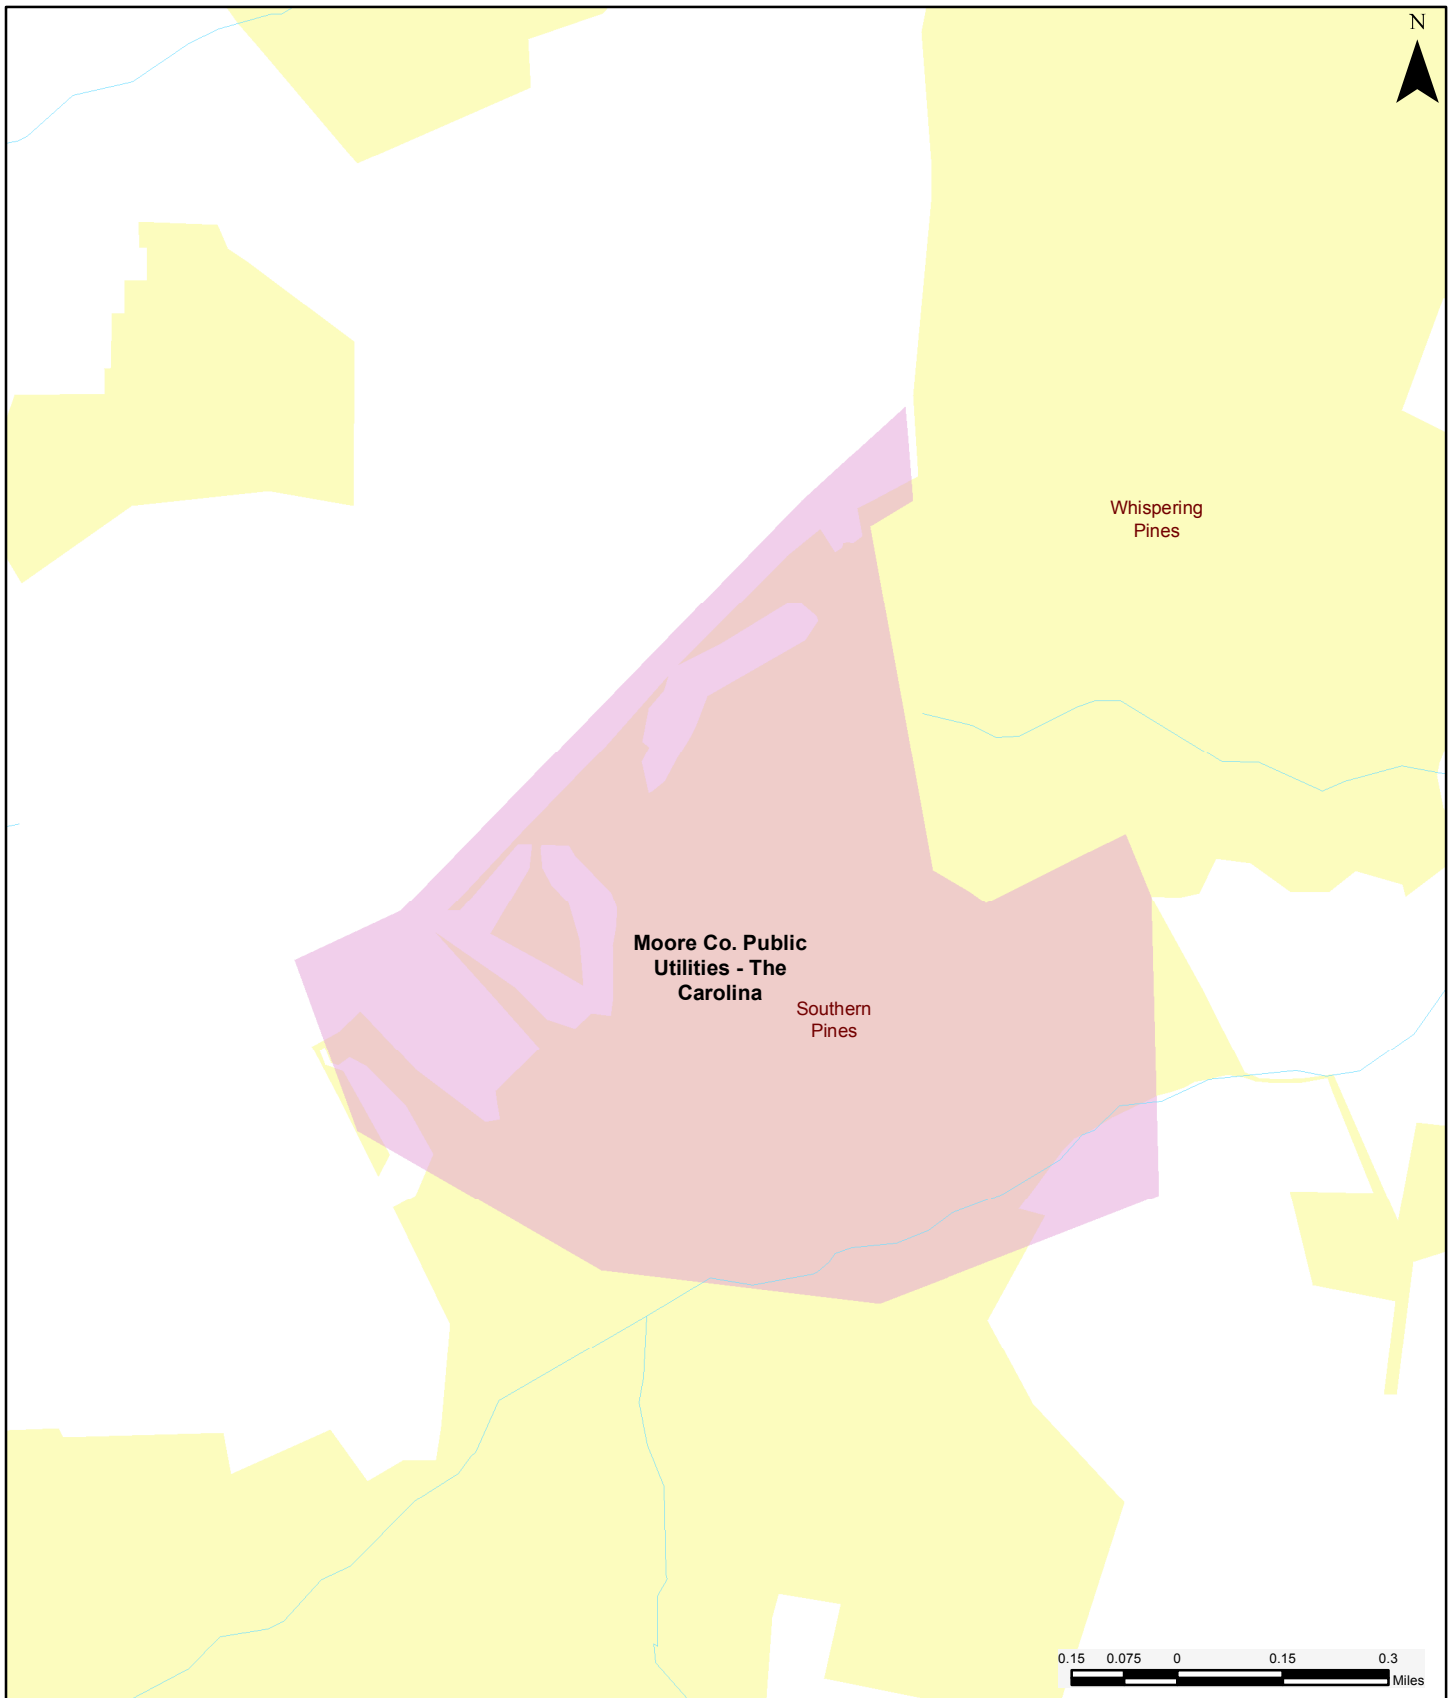 N
Whispering
Pines
Moore Co. Public
Utilities - The
Carolina
Southern
Pines
0.15 0.075 0 0.15 0.3
Miles